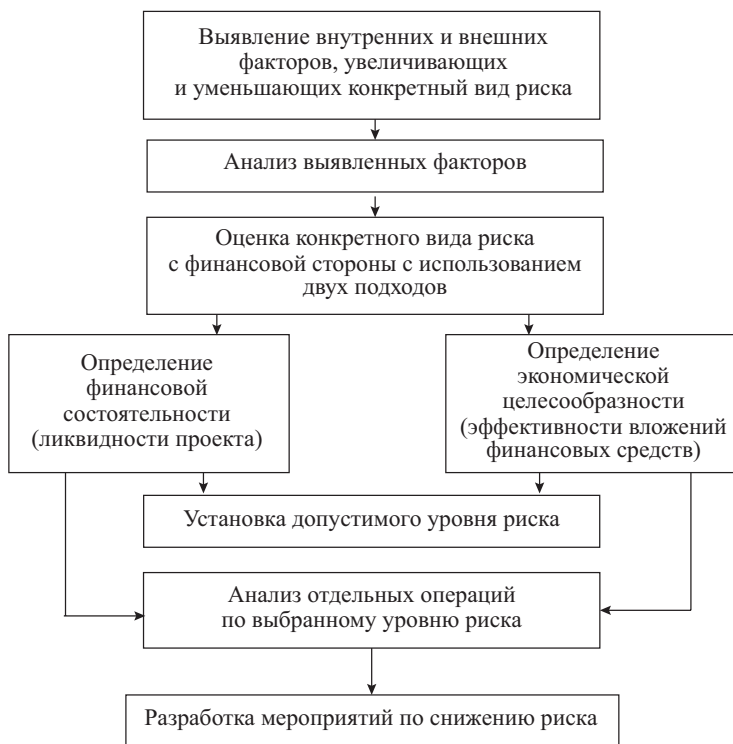 Выявление внутренних и внешних
факторов, увеличивающих
и уменьшающих конкретный вид риска
Анализ выявленных факторов
Оценка конкретного вида риска
с финансовой стороны с использованием
двух подходов
Определение
финансовой
состоятельности
(ликвидности проекта)
Определение
экономической
целесообразности
(эффективности вложений
финансовых средств)
Установка допустимого уровня риска
Анализ отдельных операций
по выбранному уровню риска
Разработка мероприятий по снижению риска